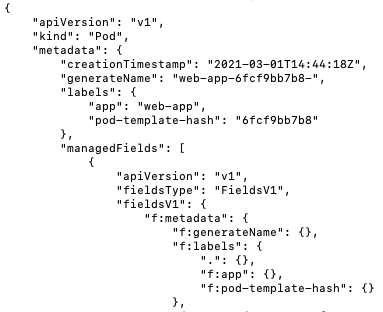 {
    "apiVersion": "v1",
    "kind": "Pod",
    "metadata": {
        "creationTimestamp": "2021-03-01T14:44:18Z",
        "generateName": "web-app-6fcf9bb7b8-",
        "labels": {
            "app": "web-app",
            "pod-template-hash": "6fcf9bb7b8"
        },
        "managedFields": [
            {
                "apiVersion": "v1",
                "fieldsType": "FieldsV1",
                "fieldsV1": {
                    "f:metadata": {
                        "f:generateName": {},
                        "f:labels": {
                            ".": {},
                            "f:app": {},
                            "f:pod-template-hash": {}
                        },